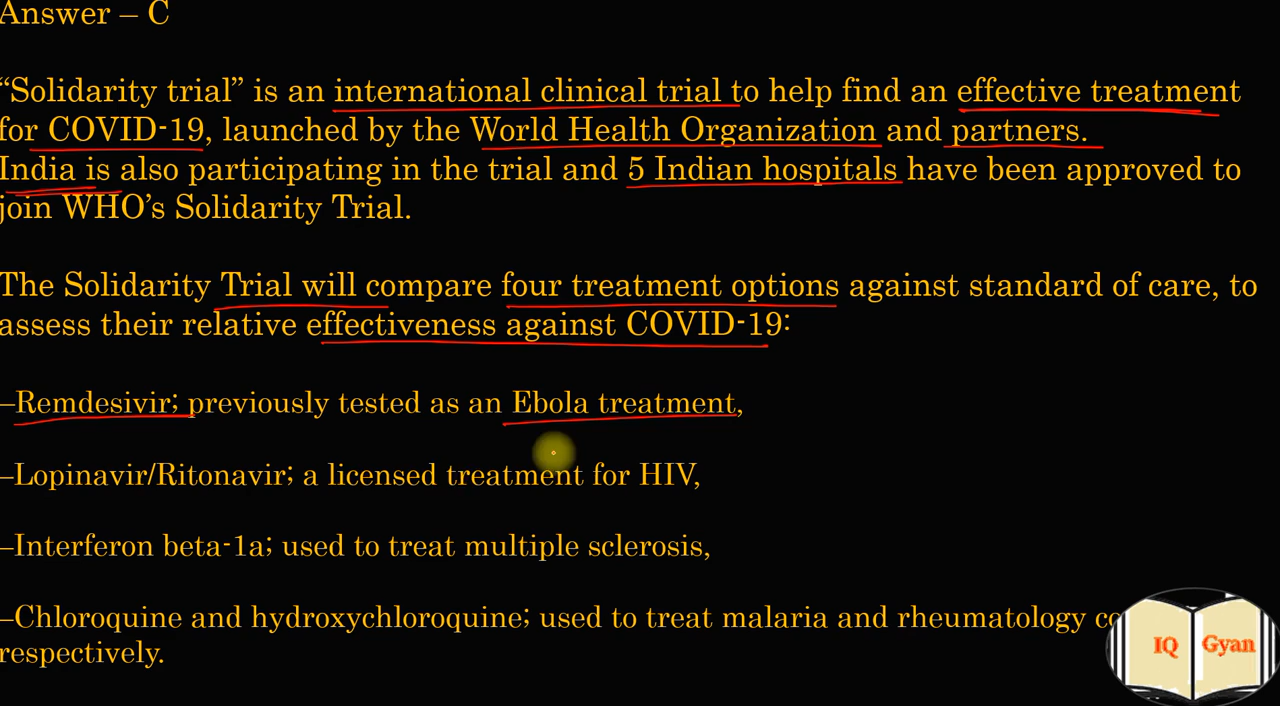 Answer – C
“Solidarity trial” is an international clinical trial to help find an effective treatment
for COVID-19, launched by the World Health Organization and partners.
India is also participating in the trial and 5 Indian hospitals have been approved to
join WHO’s Solidarity Trial.
The Solidarity Trial will compare four treatment options against standard of care, to
assess their relative effectiveness against COVID-19:
–Remdesivir; previously tested as an Ebola treatment,
–Lopinavir/Ritonavir; a licensed treatment for HIV,
–Interferon beta-1a; used to treat multiple sclerosis,
–Chloroquine and hydroxychloroquine; used to treat malaria and rheumatology
respectively.
IQ Gyan